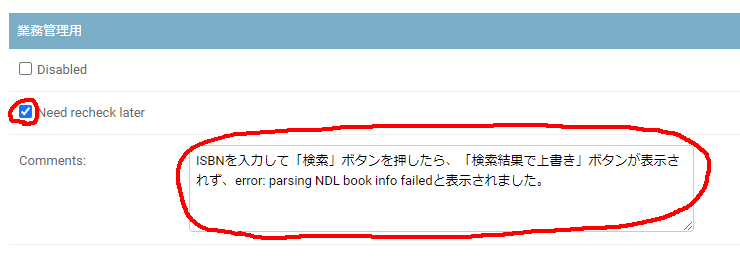 業務管理用
Disabled
Need recheck later
Comments:
ISBNを入力して「検索」ボタンを押したら、「検索結果で上書き」ボタンが表示さ
れず、error: parsing NDL book info failedと表示されました。